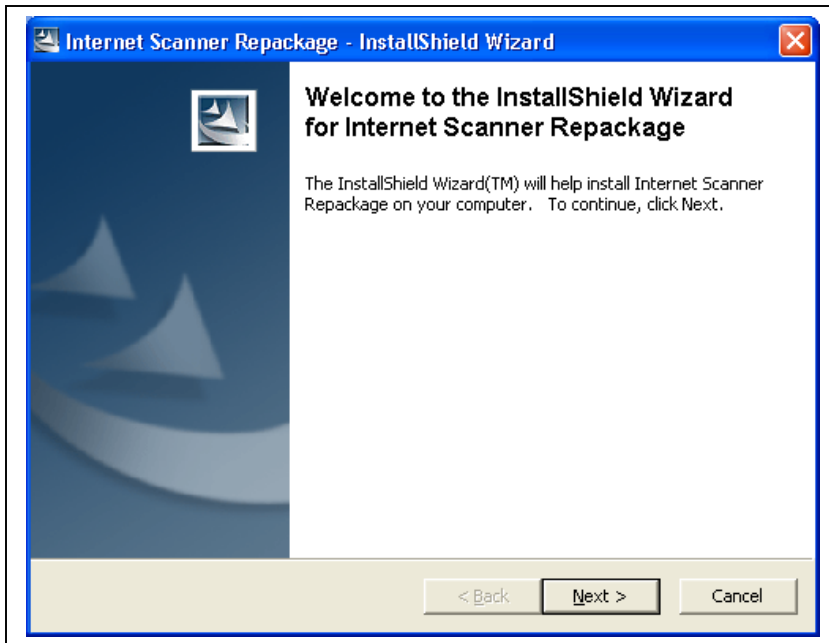 Internet Scanner Repackage - InstallShield Wizard
Welcome to the InstallShield Wizard
for Internet Scanner Repackage
The InstallShield Wizard(TM) will help install Internet Scanner
Repackage on your computer. To continue, click Next.
< Back Next > Cancel